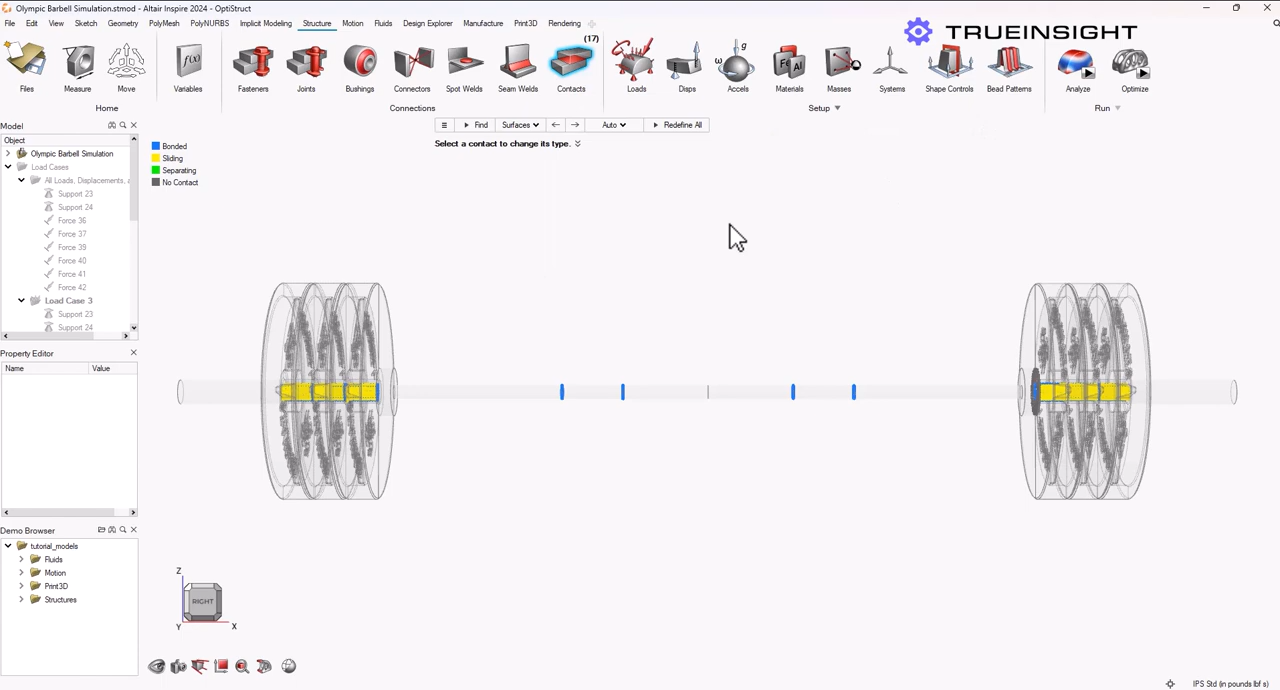 Olympic Barbell Simulation.stmod - Altair Inspire 2024 - OptiStruct
File Edit View Sketch Geometry PolyMesh PolyNURBS Implicit Modeling Structure Motion Fluids Design Explorer Manufacture Print3D Rendering
TRUEINSIGHT
(17)
f(x) g ω Fe Al
Files Measure Move Variables Fasteners Joints Bushings Connectors Spot Welds Seam Welds Contacts Loads Disps Accels Materials Masses Systems Shape Controls Bead Patterns Analyze Optimize
Home Connections Setup Run
Model
Find Surfaces Auto Redefine All
Object
Select a contact to change its type.
Olympic Barbell Simulation
Load Cases
All Loads, Displacements, a
Support 23
Support 24
Force 36
Force 37
Force 39
Force 40
Force 41
Force 42
Load Case 3
Support 23
Support 24
Bonded
Sliding
Separating
No Contact
Property Editor
Name Value
Demo Browser
tutorial_models
Fluids
Motion
Print3D
Structures
Z
RIGHT
Y X
IPS Std (in pounds lbf s)